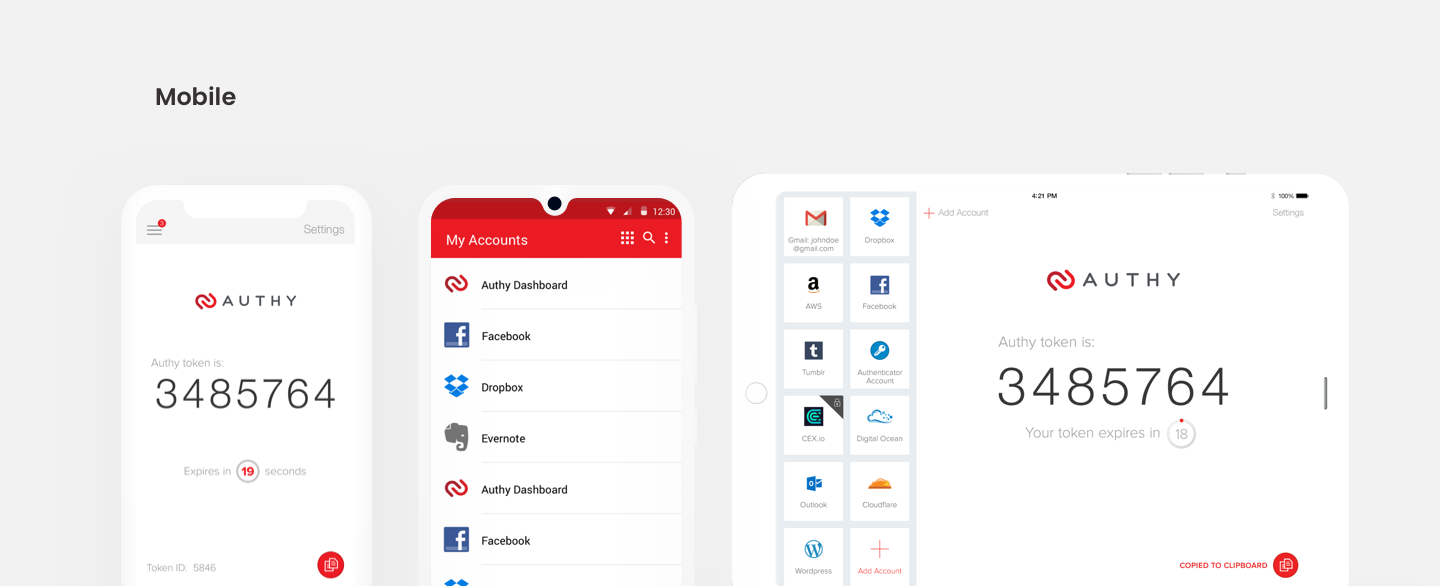 Mobile
3
Settings
AUTHY
Authy token is:
3485764
Expires in 19 seconds
Token ID: 5846
12:30
My Accounts
Authy Dashboard
Facebook
Dropbox
Evernote
Authy Dashboard
Facebook
4:21 PM
100%
Add Account
Settings
Gmail: johndoe
@gmail.com
Dropbox
AWS
Facebook
Tumblr
Authenticator
Account
CEX.io
Digital Ocean
Outlook
Cloudflare
Wordpress
Add Account
AUTHY
Authy token is:
3485764
Your token expires in 18
COPIED TO CLIPBOARD